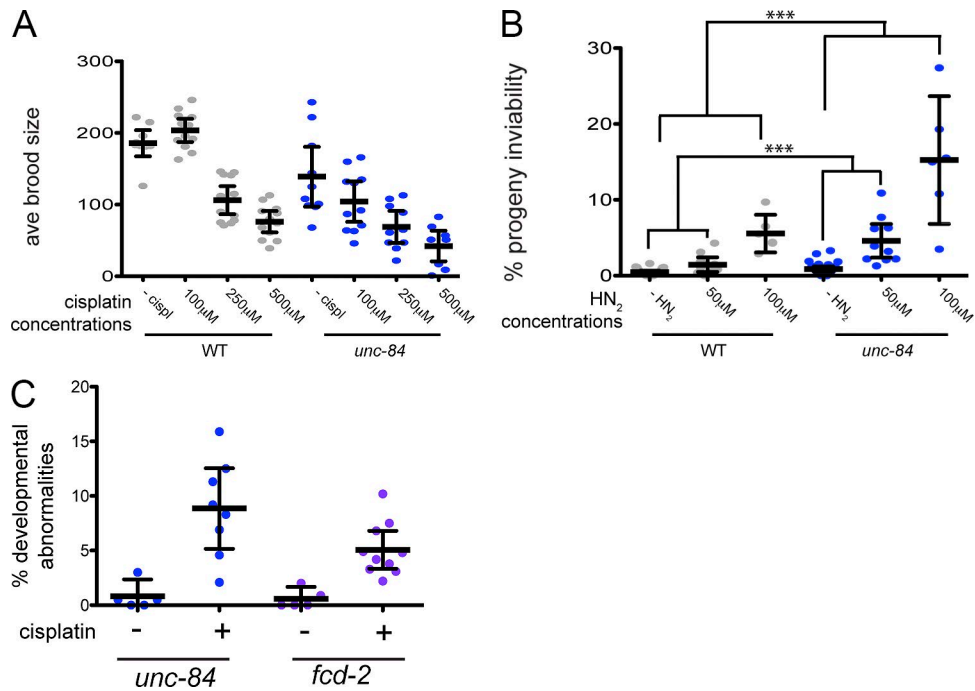 A
300
200
100
0
ave brood size
cisplatin
concentrations
- cispl
100µM
250µM
500µM
- cispl
100µM
250µM
500µM
WT
unc-84
B
***
***
30
20
10
0
% progeny inviability
HN2
concentrations
- HN2
50µM
100µM
- HN2
50µM
100µM
WT
unc-84
C
20
15
10
5
0
% developmental
abnormalities
cisplatin
- + - +
unc-84 fcd-2